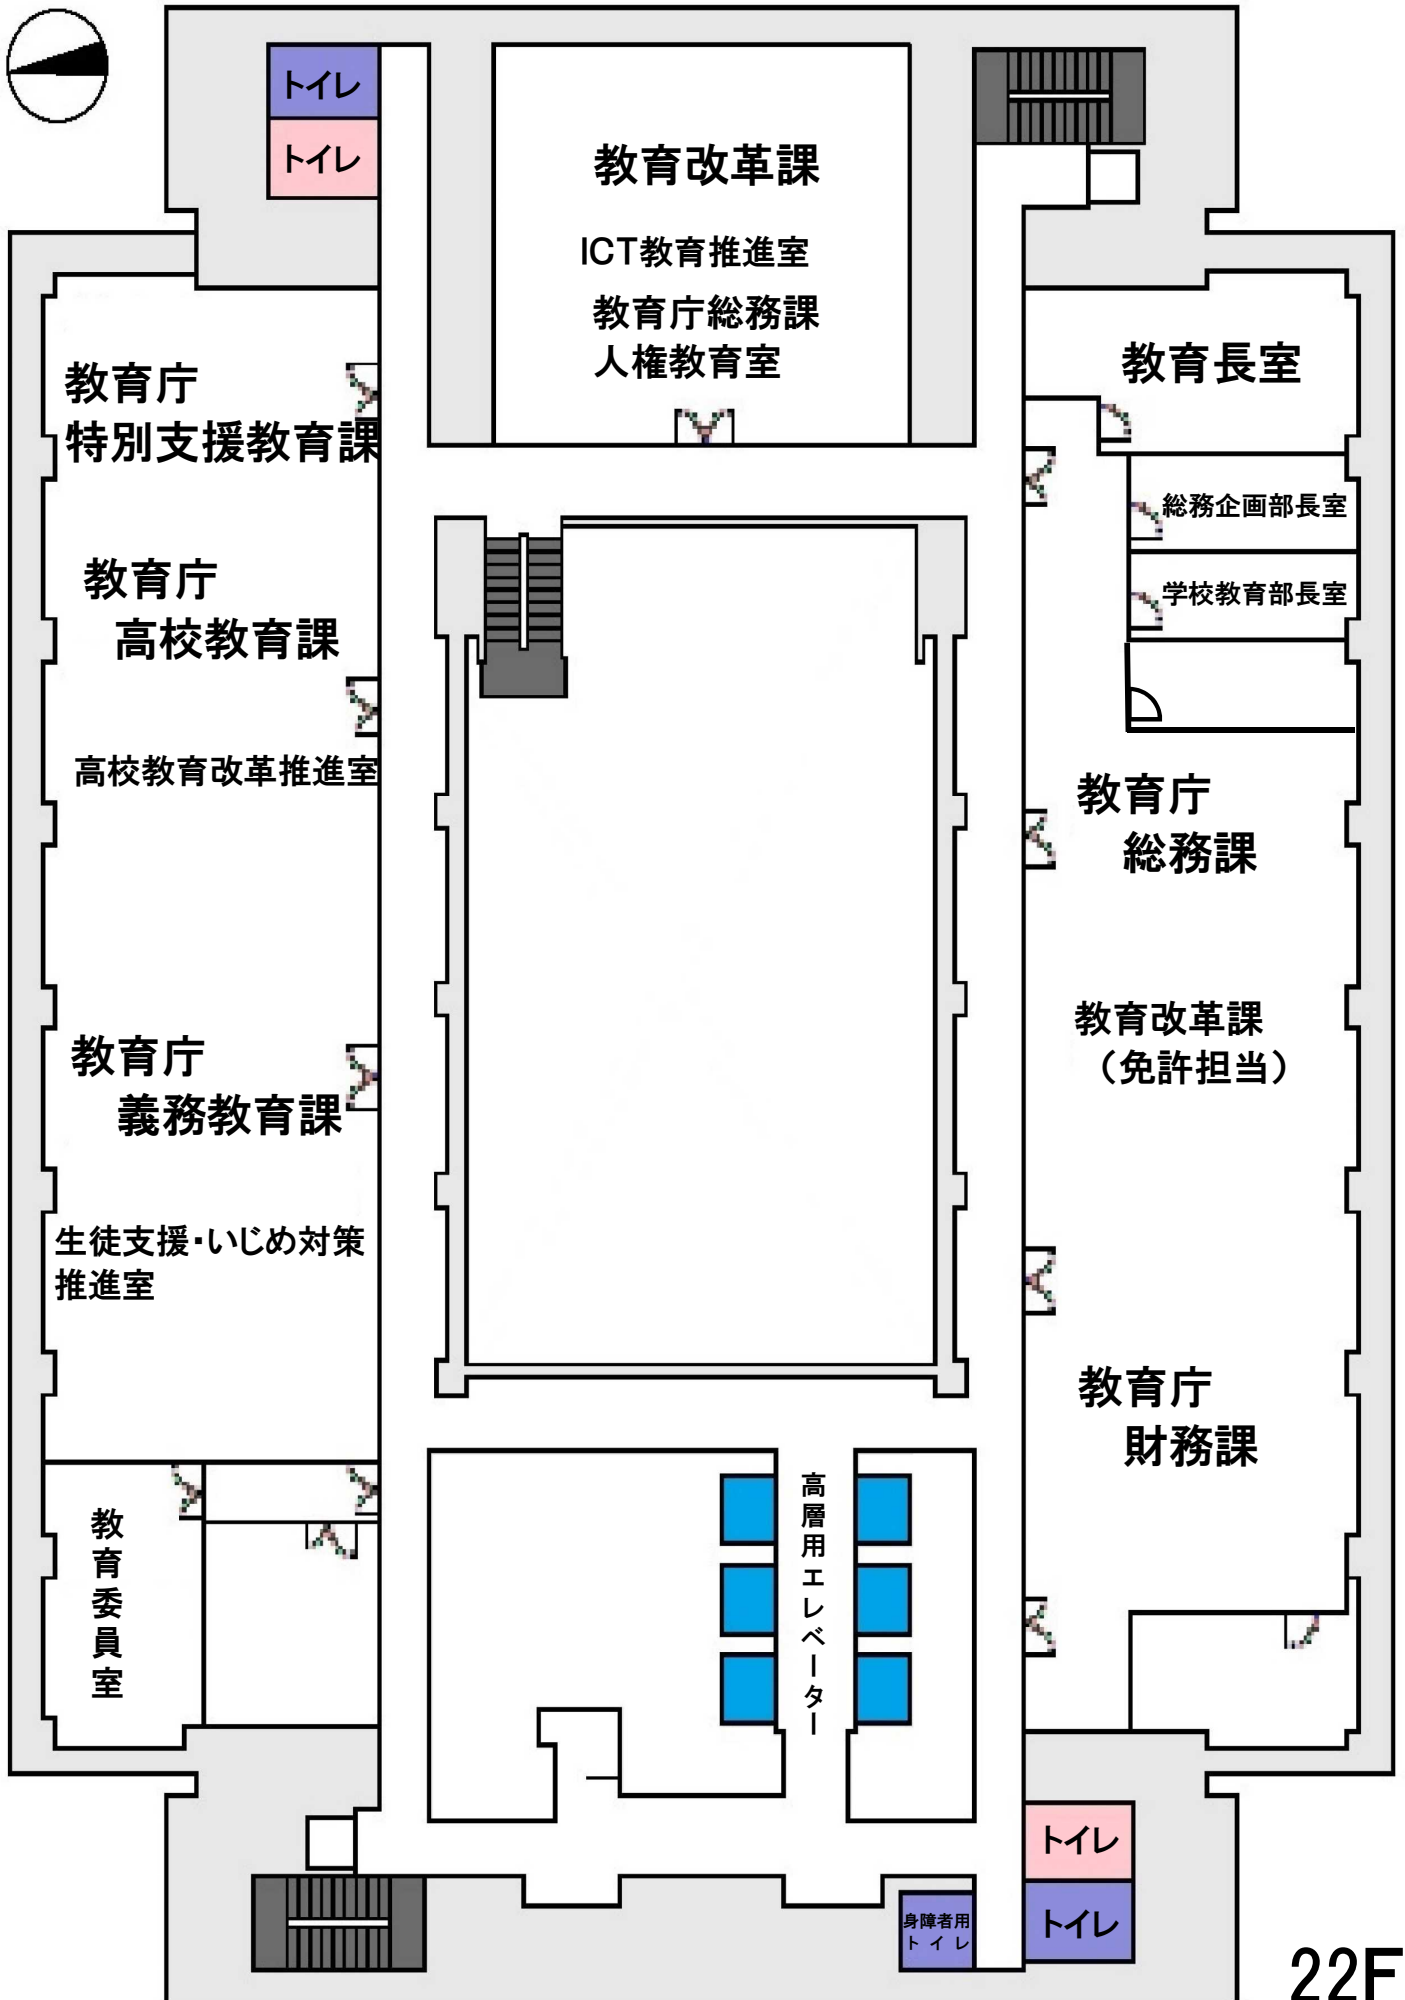 トイレ
トイレ
教育改革課
ICT教育推進室
教育庁総務課
人権教育室
教育庁
特別支援教育課
教育庁
高校教育課
高校教育改革推進室
教育庁
義務教育課
生徒支援・いじめ対策
推進室
教育委員室
教育長室
総務企画部長室
学校教育部長室
教育庁
総務課
教育改革課
（免許担当）
教育庁
財務課
高層用エレベーター
トイレ
トイレ
身障者用
トイレ
22F